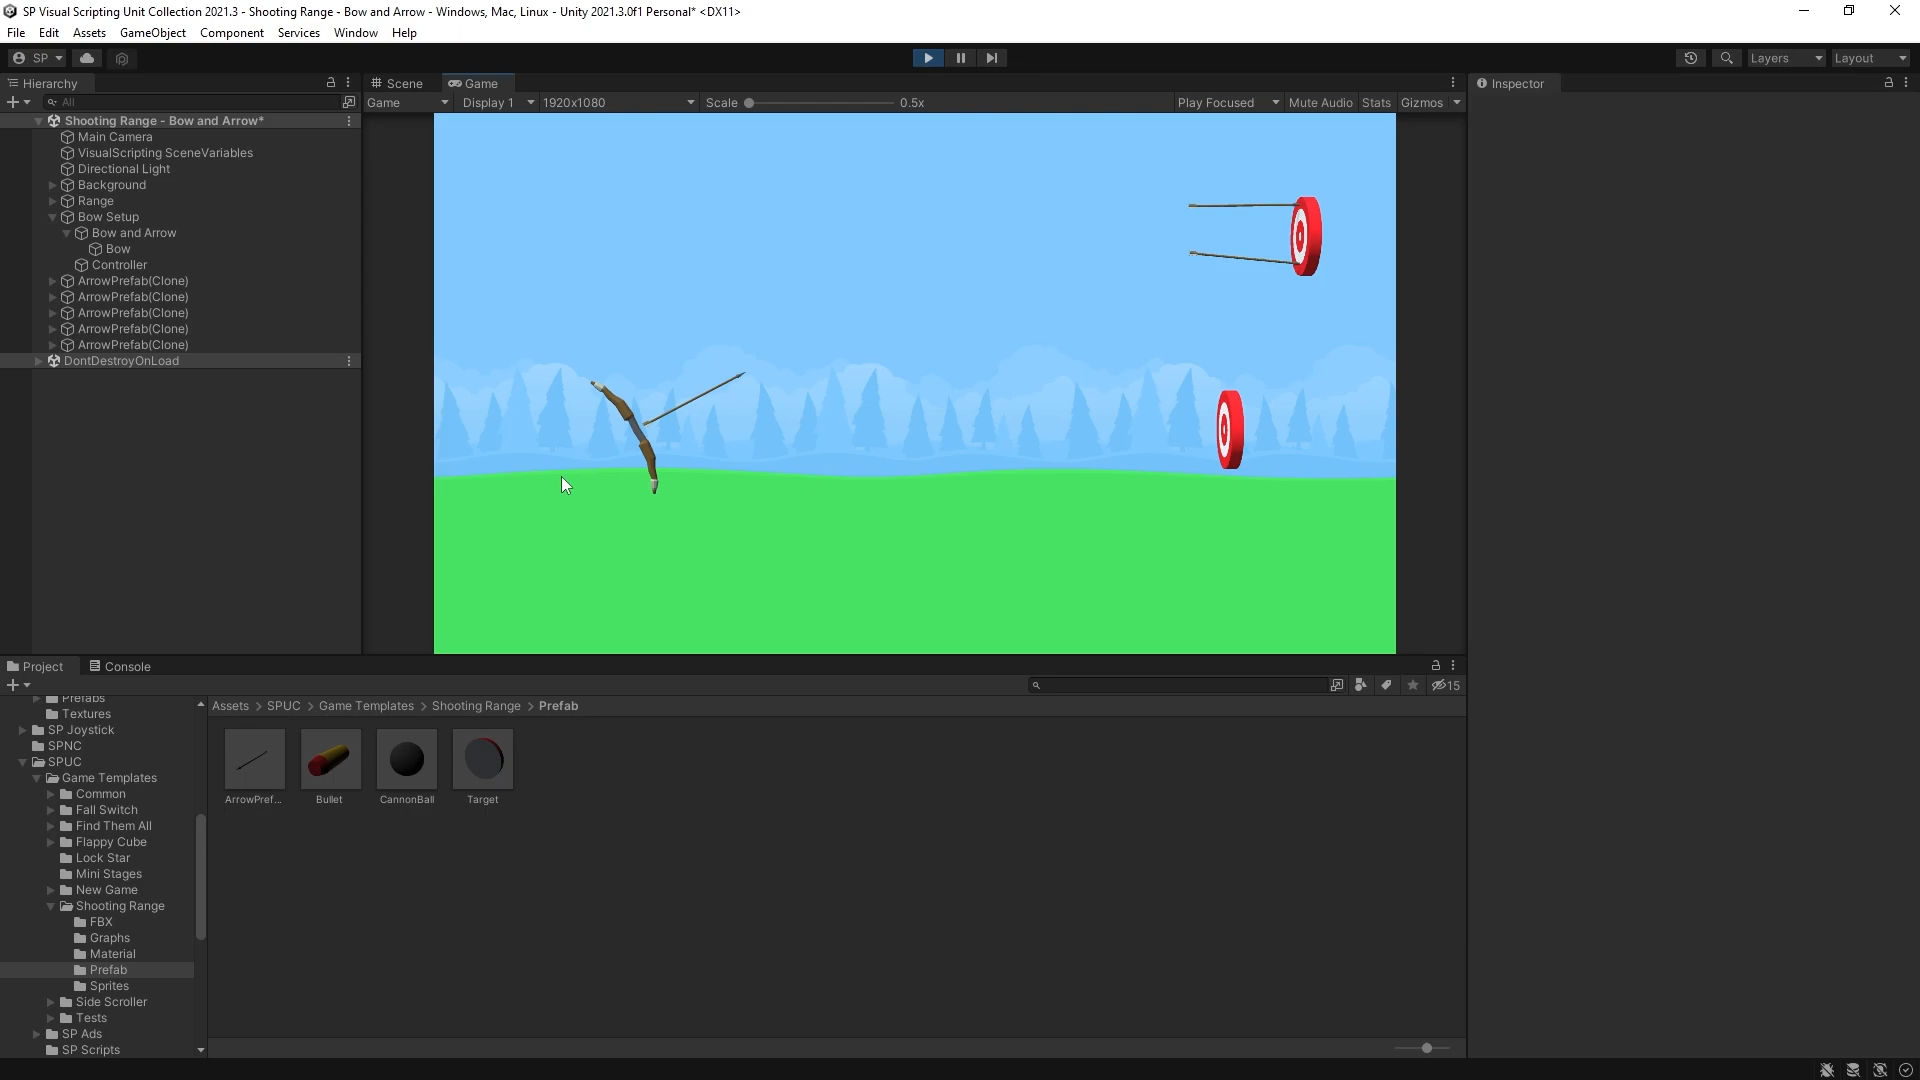 SP Visual Scripting Unit Collection 2021.3 - Shooting Range - Bow and Arrow - Windows, Mac, Linux - Unity 2021.3.0f1 Personal* <DX11>
File Edit Assets GameObject Component Services Window Help
SP Layers Layout
Hierarchy Scene Game Inspector
All Game Display 1 1920x1080 Scale 0.5x Play Focused Mute Audio Stats Gizmos
Shooting Range - Bow and Arrow*
Main Camera
VisualScripting SceneVariables
Directional Light
Background
Range
Bow Setup
Bow and Arrow
Bow
Controller
ArrowPrefab(Clone)
ArrowPrefab(Clone)
ArrowPrefab(Clone)
ArrowPrefab(Clone)
ArrowPrefab(Clone)
DontDestroyOnLoad
Project Console
15
Assets > SPUC > Game Templates > Shooting Range > Prefab
Prefabs
Textures
SP Joystick
SPNC
SPUC
Game Templates
Common
Fall Switch
Find Them All
Flappy Cube
Lock Star
Mini Stages
New Game
Shooting Range
FBX
Graphs
Material
Prefab
Sprites
Side Scroller
Tests
SP Ads
SP Scripts
ArrowPref... Bullet CannonBall Target